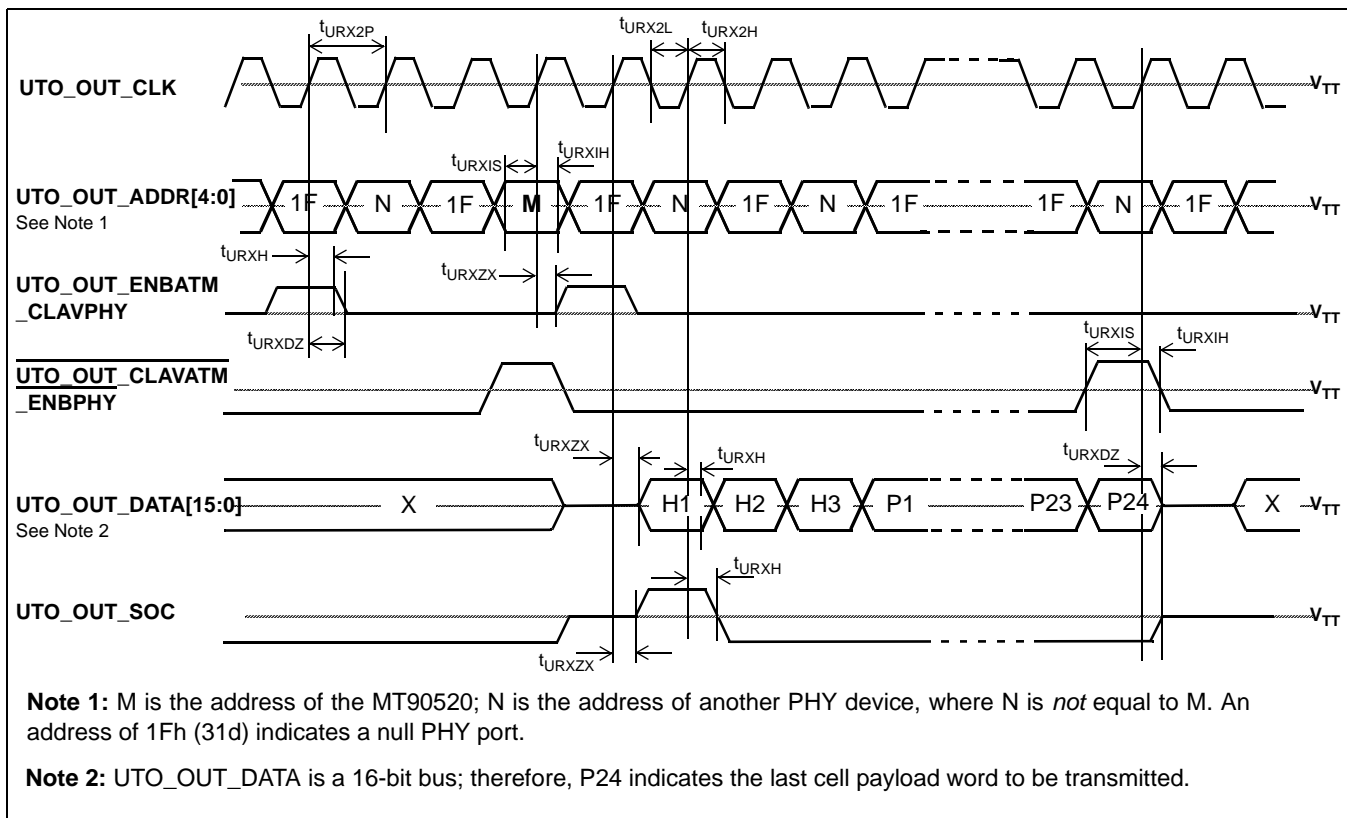 tURX2P tURX2L tURX2H
UTO_OUT_CLK VTT
tURXIS tURXIH
UTO_OUT_ADDR[4:0] 1F N 1F M 1F N 1F N 1F 1F N 1F VTT
See Note 1
tURXH tURXZX
UTO_OUT_ENBATM
_CLAVPHY VTT
tURXDZ tURXIS tURXIH
UTO_OUT_CLAVATM
_ENBPHY VTT
tURXZX tURXH tURXDZ
UTO_OUT_DATA[15:0] X H1 H2 H3 P1 P23 P24 X VTT
See Note 2
tURXH
UTO_OUT_SOC VTT
tURXZX
Note 1: M is the address of the MT90520; N is the address of another PHY device, where N is not equal to M. An
address of 1Fh (31d) indicates a null PHY port.
Note 2: UTO_OUT_DATA is a 16-bit bus; therefore, P24 indicates the last cell payload word to be transmitted.